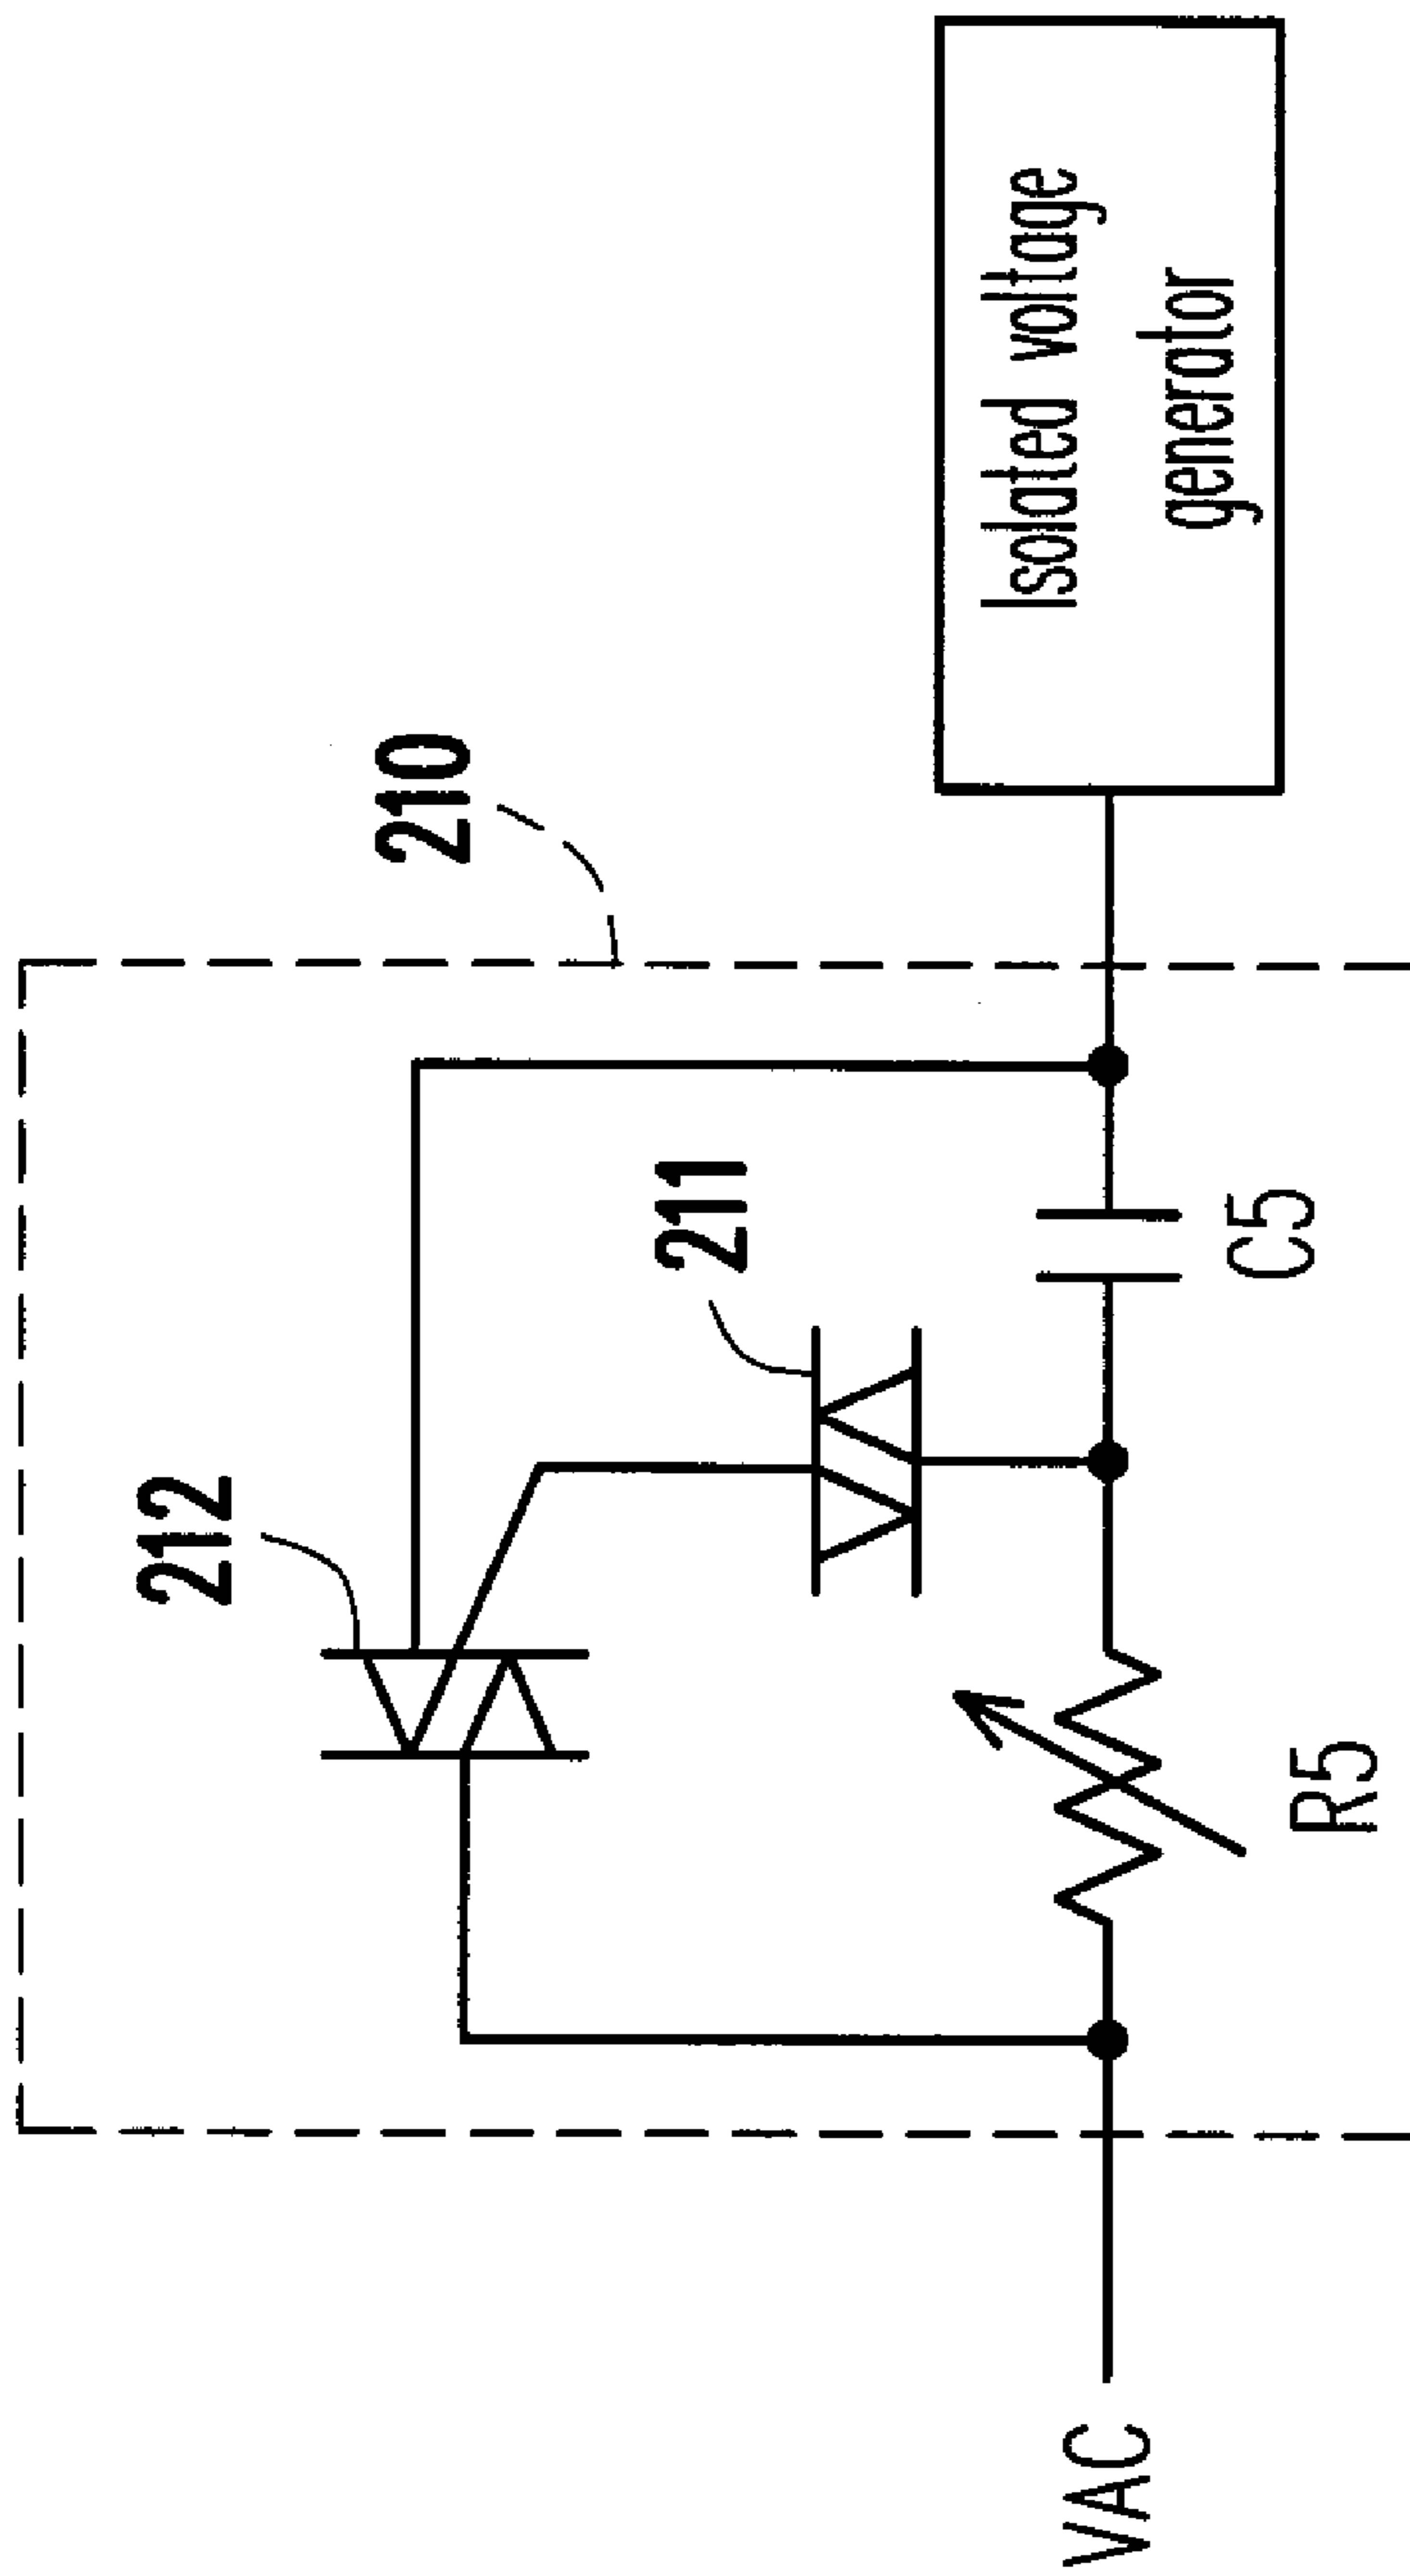 210
212
211
Isolated voltage
generator
C5
R5
VAC